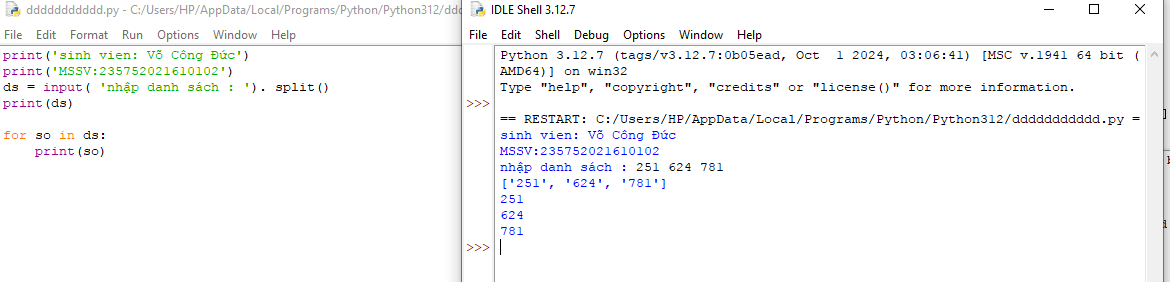 dddddddddddd.py - C:/Users/HP/AppData/Local/Programs/Python/Python312/ddd
File Edit Format Run Options Window Help
print('sinh vien: Võ Công Đức')
print('MSSV:235752021610102')
ds = input( 'nhập danh sách : '). split()
print(ds)
for so in ds:
    print(so)
IDLE Shell 3.12.7
File Edit Shell Debug Options Window Help
Python 3.12.7 (tags/v3.12.7:0b05ead, Oct  1 2024, 03:06:41) [MSC v.1941 64 bit (
AMD64)] on win32
Type "help", "copyright", "credits" or "license()" for more information.
>>>
== RESTART: C:/Users/HP/AppData/Local/Programs/Python/Python312/dddddddddddd.py =
sinh vien: Võ Công Đức
MSSV:235752021610102
nhập danh sách : 251 624 781
['251', '624', '781']
251
624
781
>>>